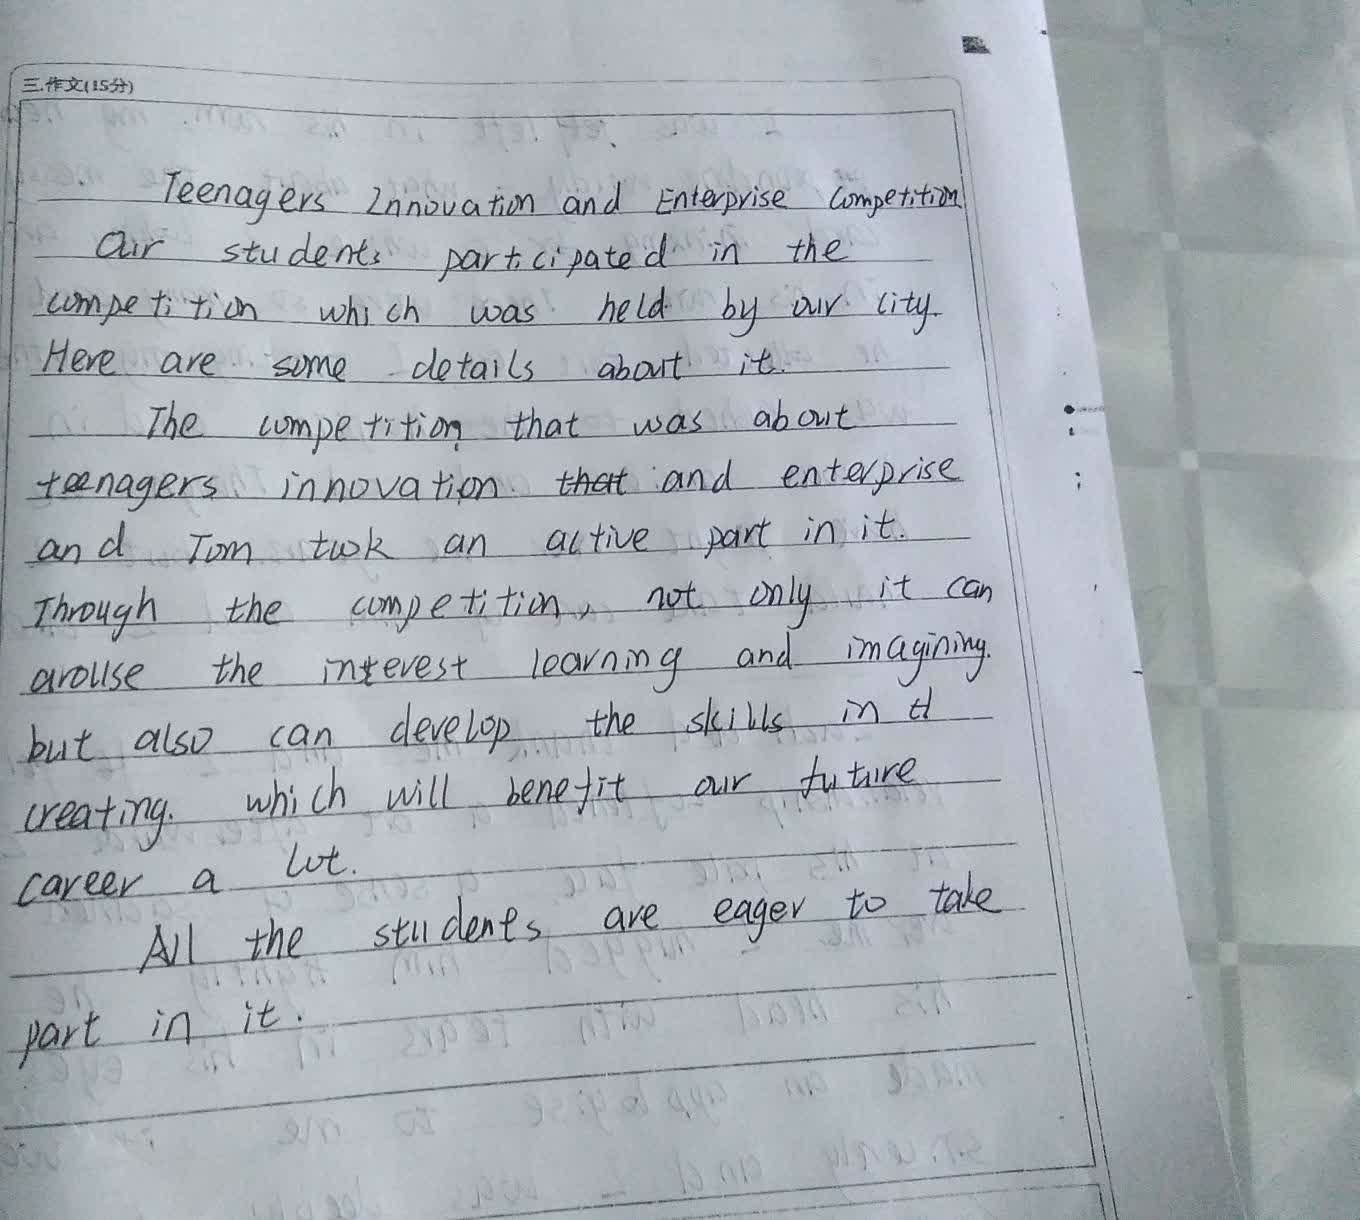 三.作文(15分)
Teenagers Innovation and Enterprise Competition
Our students participated in the
competition which was held by our city.
Here are some details about it.
The competition that was about
teenagers innovation and enterprise
and Tom took an active part in it.
Through the competition, not only it can
arouse the interest learning and imagining.
but also can develop the skills in
creating. which will benefit our future
career a lot.
All the students are eager to take
part in it.